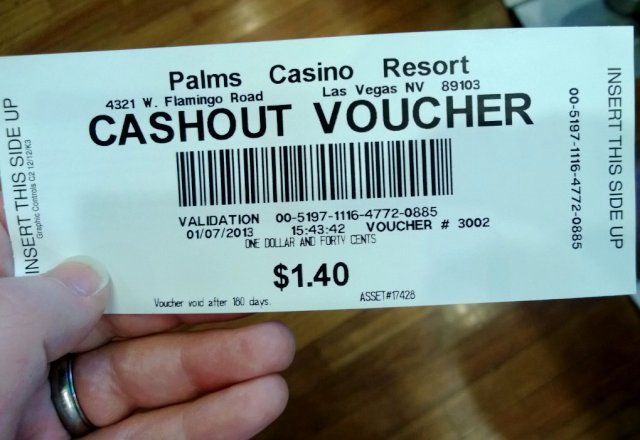 Palms Casino Resort
4321 W. Flamingo Road Las Vegas NV 89103
CASHOUT VOUCHER
VALIDATION 00-5197-1116-4772-0885
01/07/2013 15:43:42 VOUCHER # 3002
ONE DOLLAR AND FORTY CENTS
$1.40
Voucher void after 180 days. ASSET#17428
INSERT THIS SIDE UP
Graphic Controls C2 12/12/K3
00-5197-1116-4772-0885
INSERT THIS SIDE UP